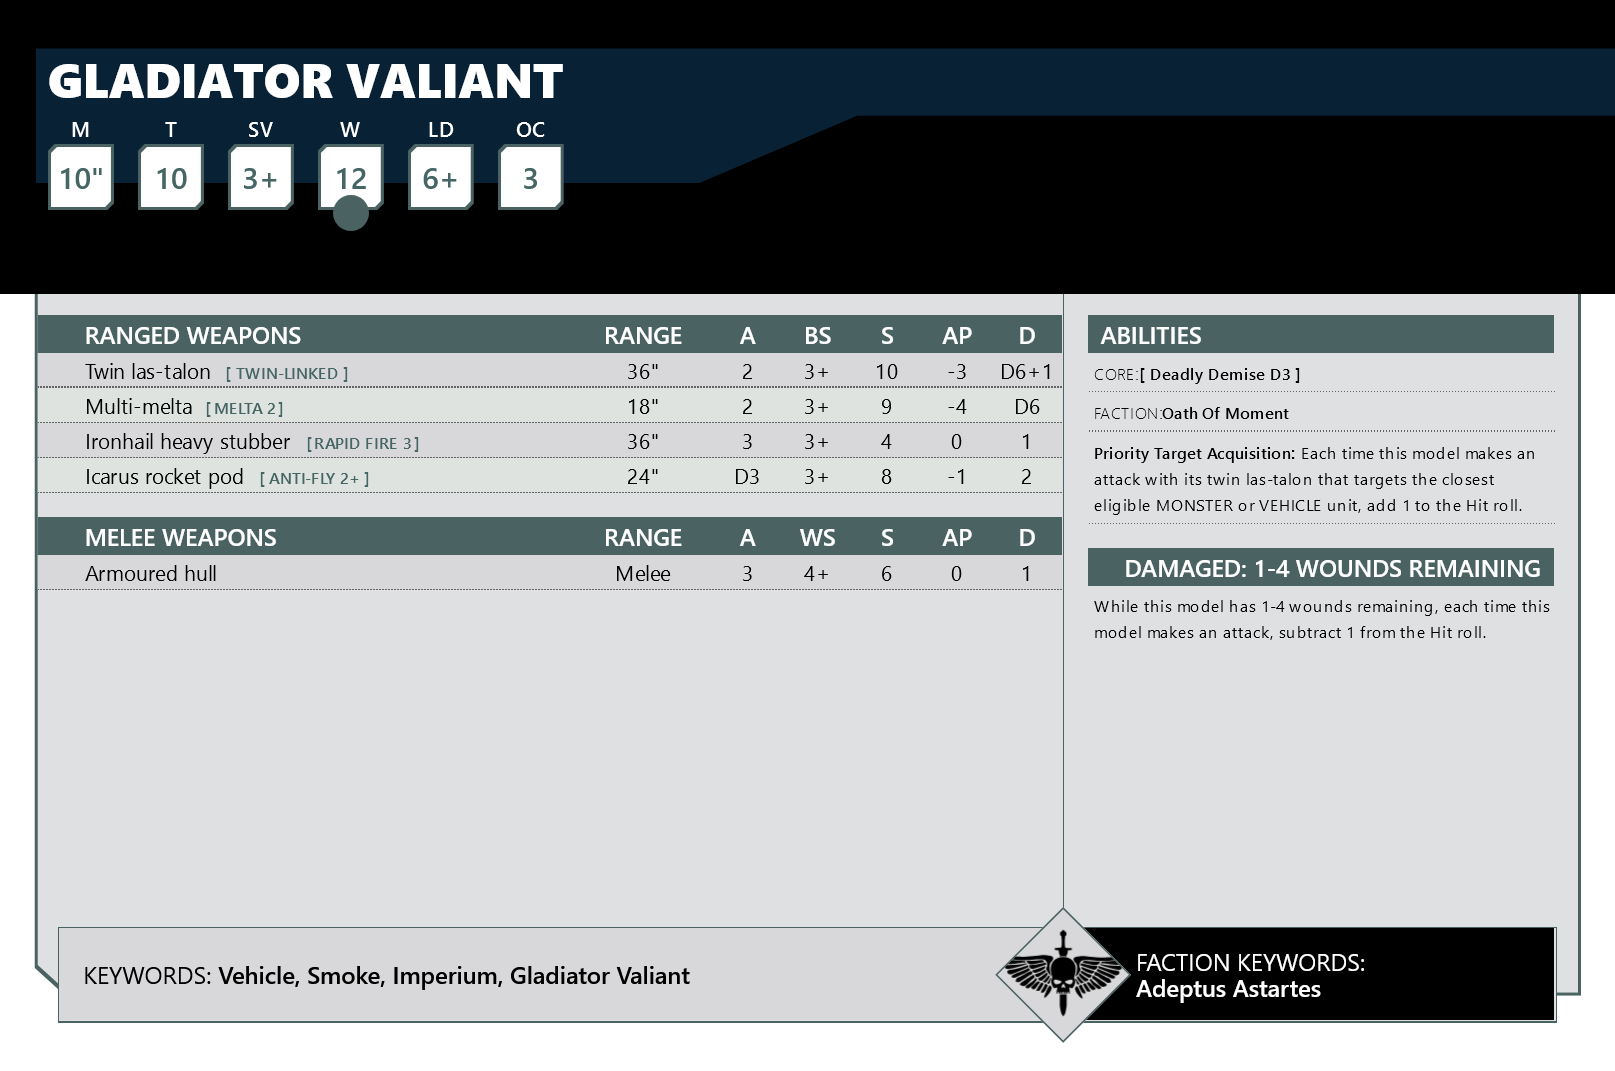 GLADIATOR VALIANT
M T SV W LD OC
10" 10 3+ 12 6+ 3
RANGED WEAPONS RANGE A BS S AP D
Twin las-talon [ TWIN-LINKED ] 36" 2 3+ 10 -3 D6+1
Multi-melta [ MELTA 2 ] 18" 2 3+ 9 -4 D6
Ironhail heavy stubber [ RAPID FIRE 3 ] 36" 3 3+ 4 0 1
Icarus rocket pod [ ANTI-FLY 2+ ] 24" D3 3+ 8 -1 2
MELEE WEAPONS RANGE A WS S AP D
Armoured hull Melee 3 4+ 6 0 1
ABILITIES
CORE:[ Deadly Demise D3 ]
FACTION:Oath Of Moment
Priority Target Acquisition: Each time this model makes an
attack with its twin las-talon that targets the closest
eligible MONSTER or VEHICLE unit, add 1 to the Hit roll.
DAMAGED: 1-4 WOUNDS REMAINING
While this model has 1-4 wounds remaining, each time this
model makes an attack, subtract 1 from the Hit roll.
KEYWORDS: Vehicle, Smoke, Imperium, Gladiator Valiant
FACTION KEYWORDS:
Adeptus Astartes